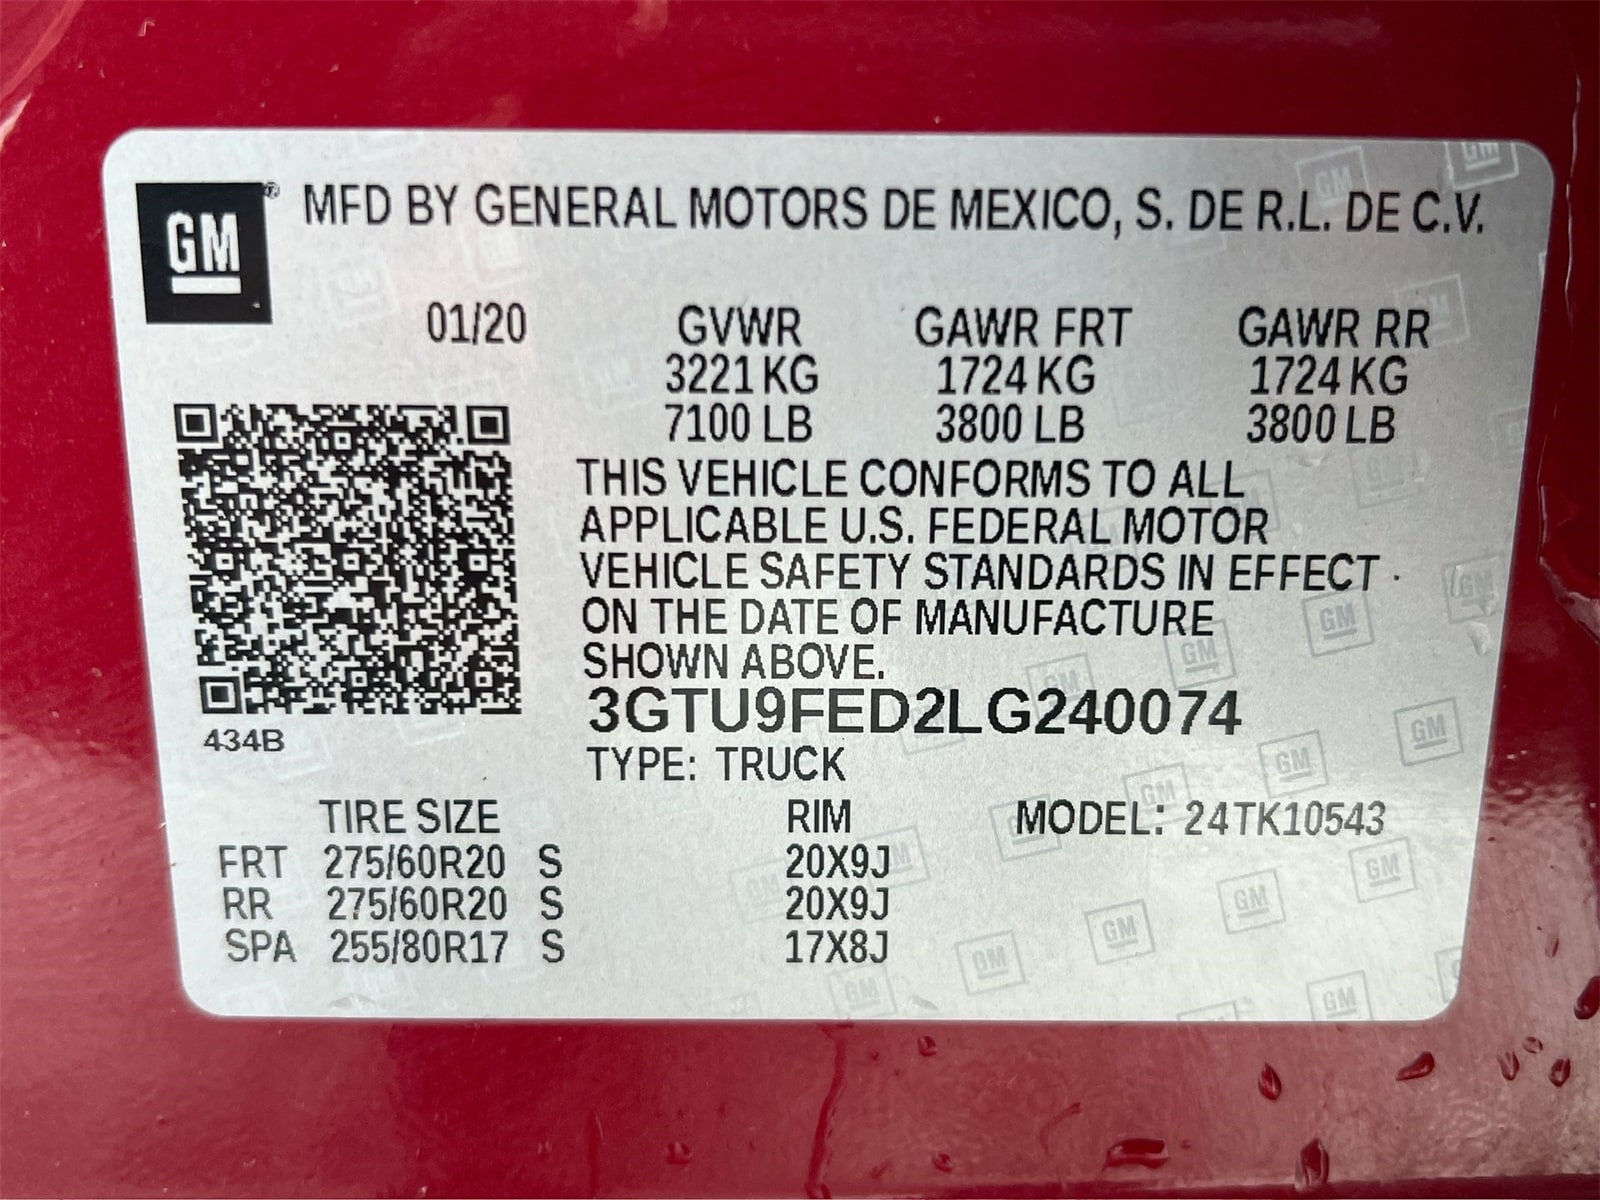 GM® MFD BY GENERAL MOTORS DE MEXICO, S. DE R.L. DE C.V.
01/20 GVWR GAWR FRT GAWR RR
3221 KG 1724 KG 1724 KG
7100 LB 3800 LB 3800 LB
THIS VEHICLE CONFORMS TO ALL
APPLICABLE U.S. FEDERAL MOTOR
VEHICLE SAFETY STANDARDS IN EFFECT
ON THE DATE OF MANUFACTURE
SHOWN ABOVE.
3GTU9FED2LG240074
434B
TYPE: TRUCK
TIRE SIZE RIM MODEL: 24TK10543
FRT 275/60R20 S 20X9J
RR 275/60R20 S 20X9J
SPA 255/80R17 S 17X8J